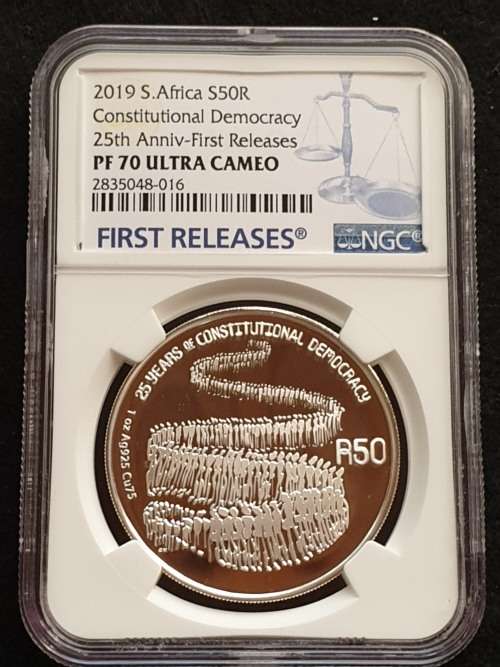 2019 S.Africa S50R
Constitutional Democracy
25th Anniv-First Releases
PF 70 ULTRA CAMEO
2835048-016
FIRST RELEASES®
NGC®
25 YEARS OF CONSTITUTIONAL DEMOCRACY
R50
1 oz Ag925 Cu75